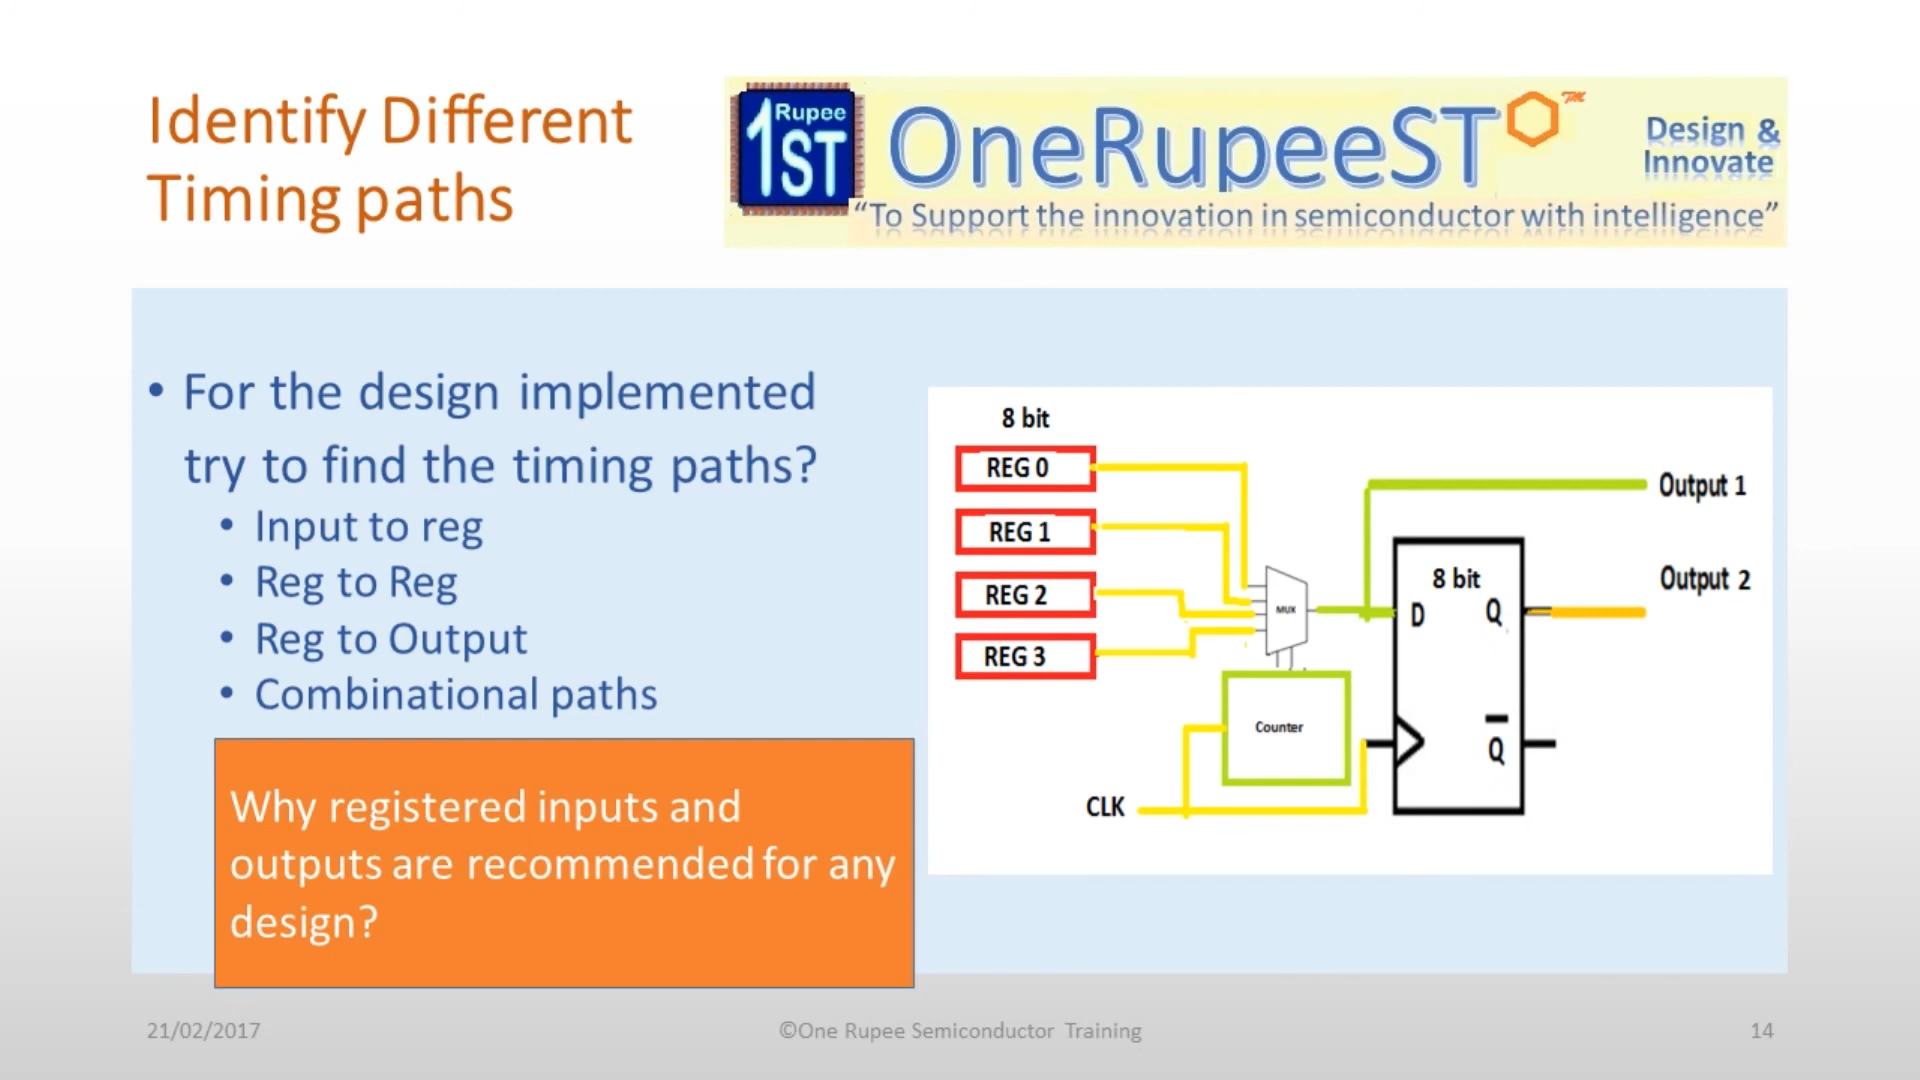 Identify Different
Timing paths
Rupee
1ST
OneRupeeST
TM
Design &
Innovate
“To Support the innovation in semiconductor with intelligence”
• For the design implemented
try to find the timing paths?
• Input to reg
• Reg to Reg
• Reg to Output
• Combinational paths
Why registered inputs and
outputs are recommended for any
design?
8 bit
REG 0
REG 1
REG 2
REG 3
MUX
Counter
CLK
8 bit
D
Q
Q
Output 1
Output 2
21/02/2017
©One Rupee Semiconductor Training
14